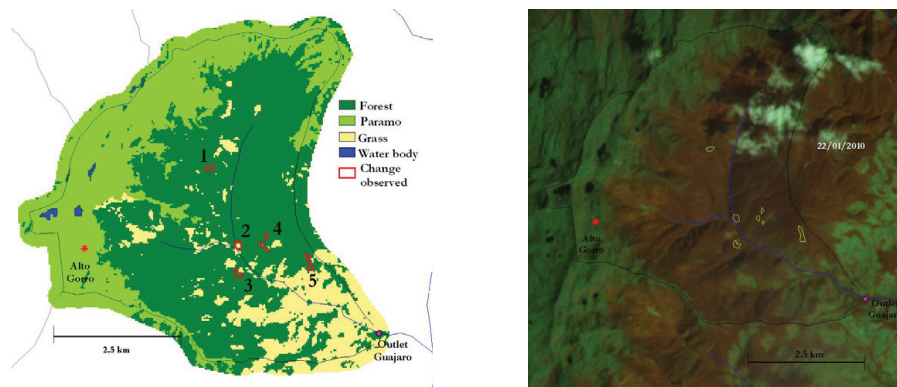 Forest
Paramo
Grass
Water body
Change
observed
1
2
4
3
5
Alto
Gorro
2.5 km
Outlet
Guajaro
22/01/2010
Alto
Gorro
Outlet
Guajaro
2.5 km